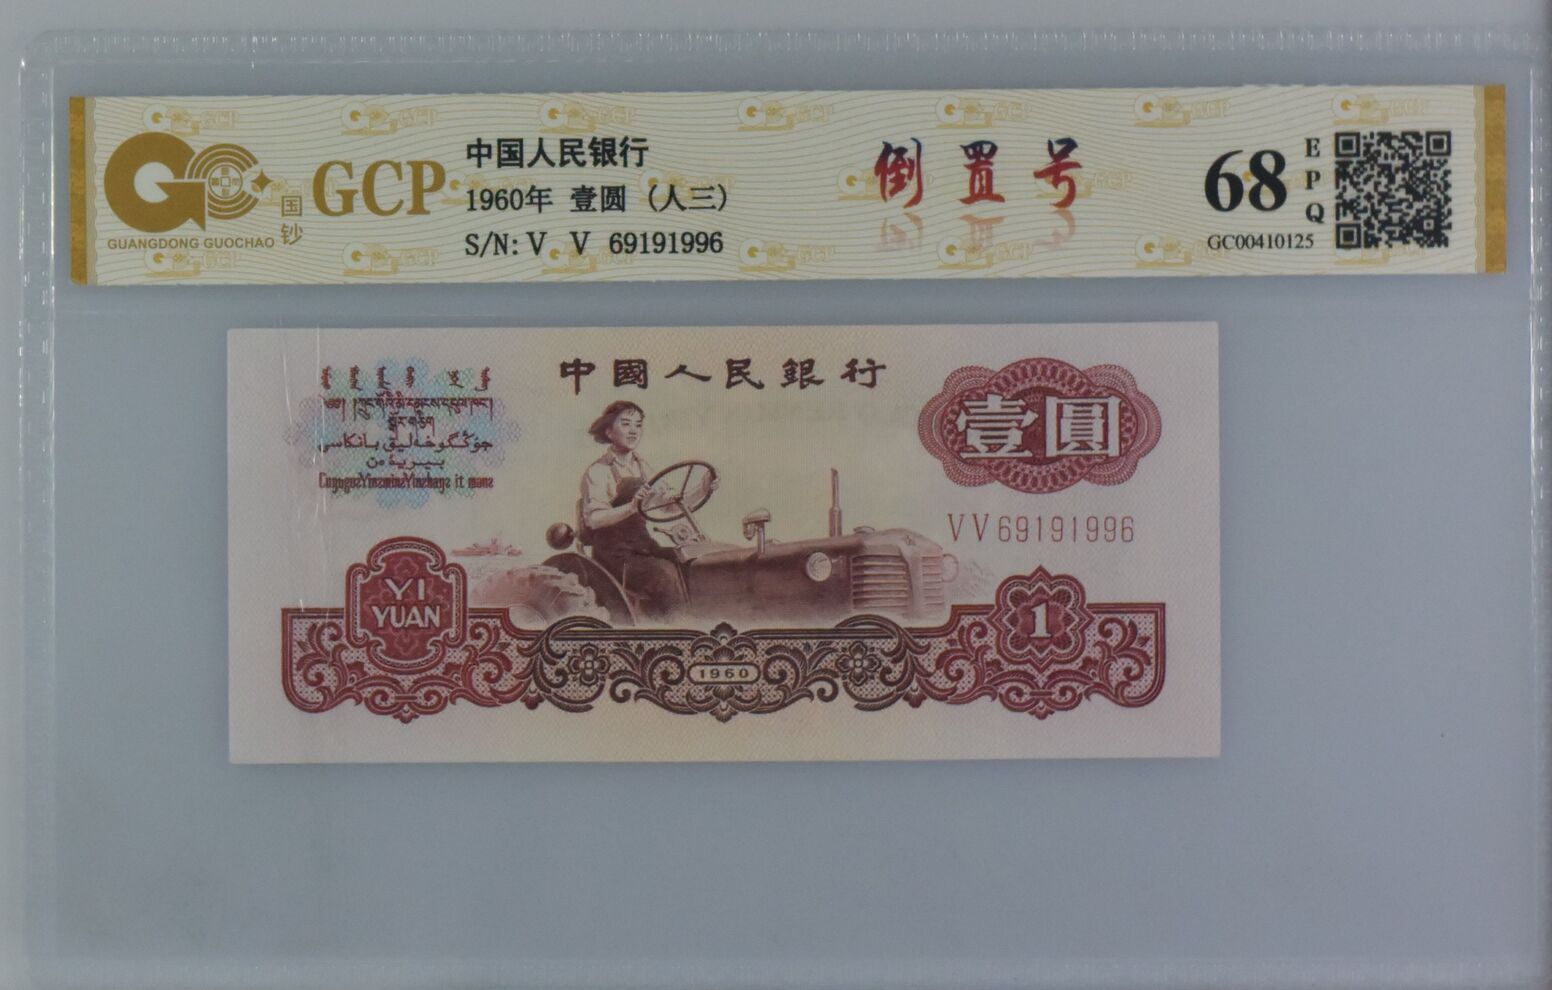 GUANGDONG GUOCHAO
国钞
GCP
中国人民银行
1960年 壹圆 (人三)
S/N: V V 69191996
倒置号
68
EPQ
GC00410125
中國人民銀行
壹圓
VV69191996
YI
YUAN
1960
1